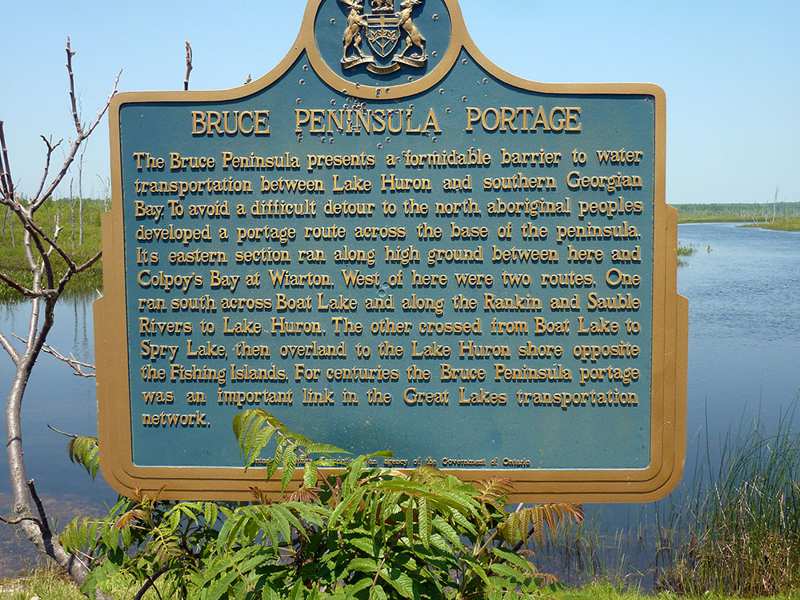 BRUCE PENINSULA PORTAGE
The Bruce Peninsula presents a formidable barrier to water
transportation between Lake Huron and southern Georgian
Bay. To avoid a difficult detour to the north aboriginal peoples
developed a portage route across the base of the peninsula.
Its eastern section ran along high ground between here and
Colpoy's Bay at Wiarton. West of here were two routes. One
ran south across Boat Lake and along the Rankin and Sauble
Rivers to Lake Huron. The other crossed from Boat Lake to
Spry Lake, then overland to the Lake Huron shore opposite
the Fishing Islands. For centuries the Bruce Peninsula portage
was an important link in the Great Lakes transportation
network.
agency of the Government of Ontario